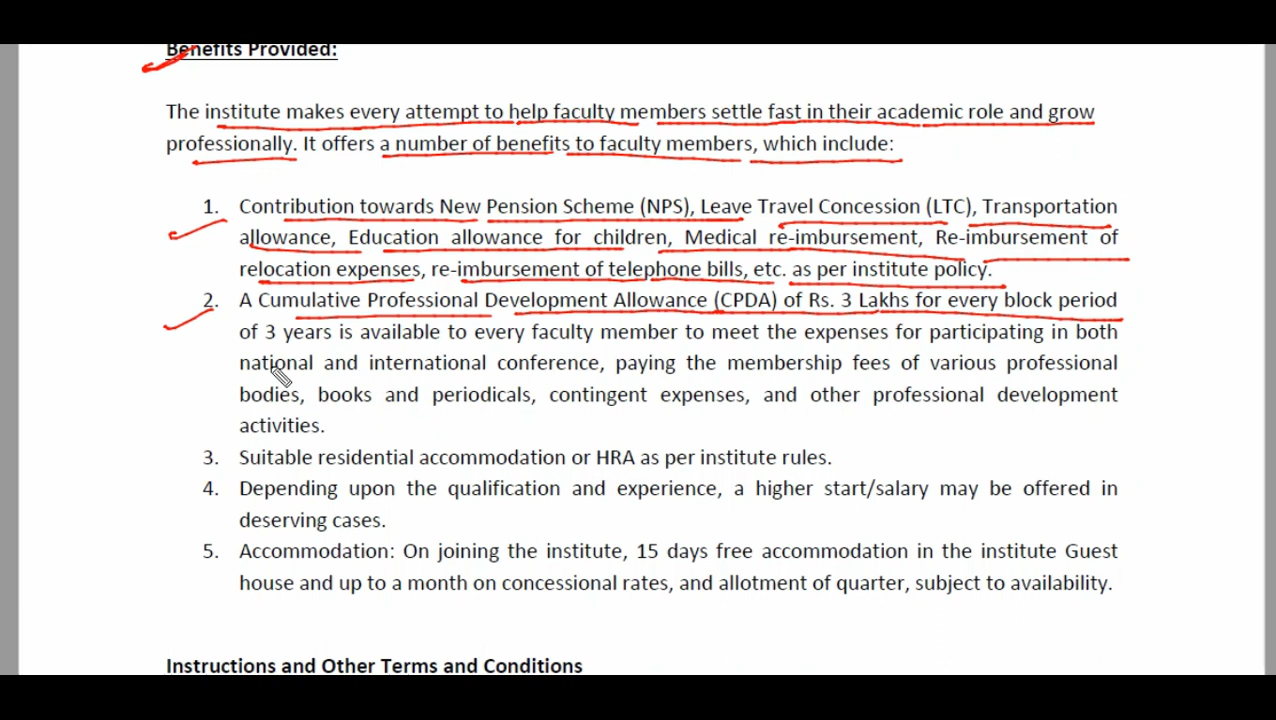 Benefits Provided:
The institute makes every attempt to help faculty members settle fast in their academic role and grow
professionally. It offers a number of benefits to faculty members, which include:
1. Contribution towards New Pension Scheme (NPS), Leave Travel Concession (LTC), Transportation
allowance, Education allowance for children, Medical re-imbursement, Re-imbursement of
relocation expenses, re-imbursement of telephone bills, etc. as per institute policy.
2. A Cumulative Professional Development Allowance (CPDA) of Rs. 3 Lakhs for every block period
of 3 years is available to every faculty member to meet the expenses for participating in both
national and international conference, paying the membership fees of various professional
bodies, books and periodicals, contingent expenses, and other professional development
activities.
3. Suitable residential accommodation or HRA as per institute rules.
4. Depending upon the qualification and experience, a higher start/salary may be offered in
deserving cases.
5. Accommodation: On joining the institute, 15 days free accommodation in the institute Guest
house and up to a month on concessional rates, and allotment of quarter, subject to availability.
Instructions and Other Terms and Conditions